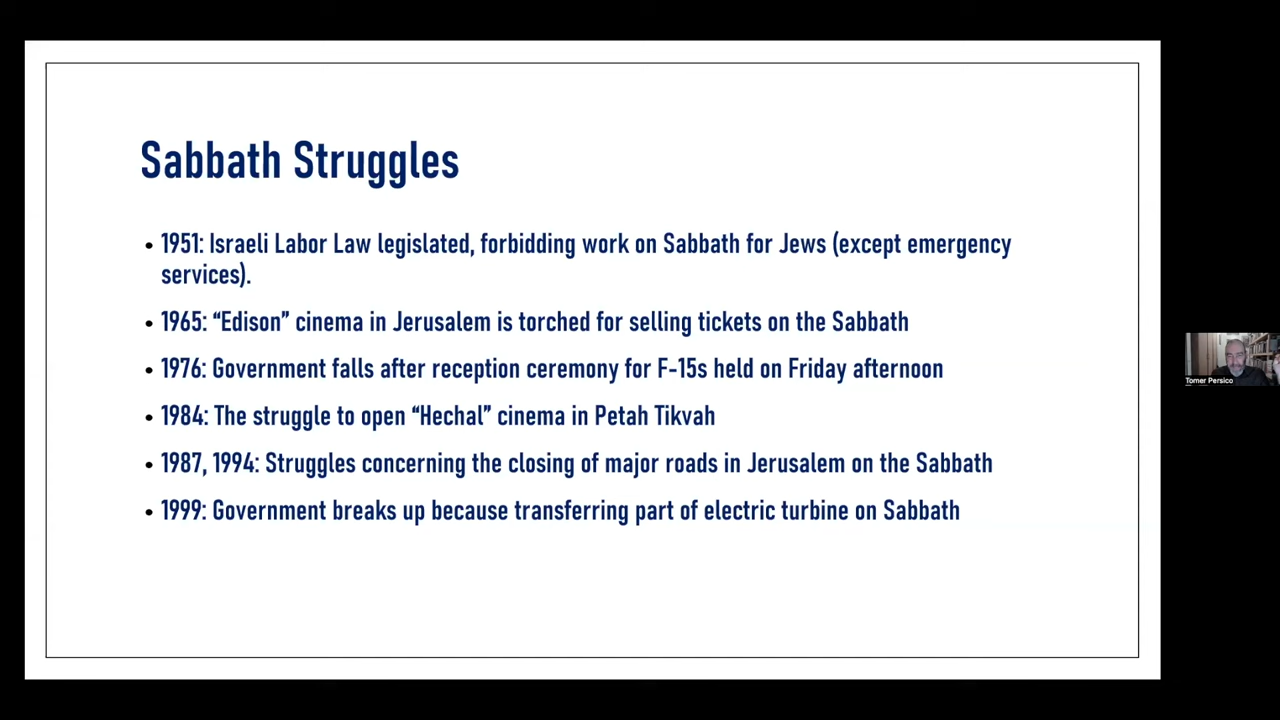 Sabbath Struggles
• 1951: Israeli Labor Law legislated, forbidding work on Sabbath for Jews (except emergency
services).
• 1965: “Edison” cinema in Jerusalem is torched for selling tickets on the Sabbath
• 1976: Government falls after reception ceremony for F-15s held on Friday afternoon
• 1984: The struggle to open “Hechal” cinema in Petah Tikvah
• 1987, 1994: Struggles concerning the closing of major roads in Jerusalem on the Sabbath
• 1999: Government breaks up because transferring part of electric turbine on Sabbath
Tomer Persico